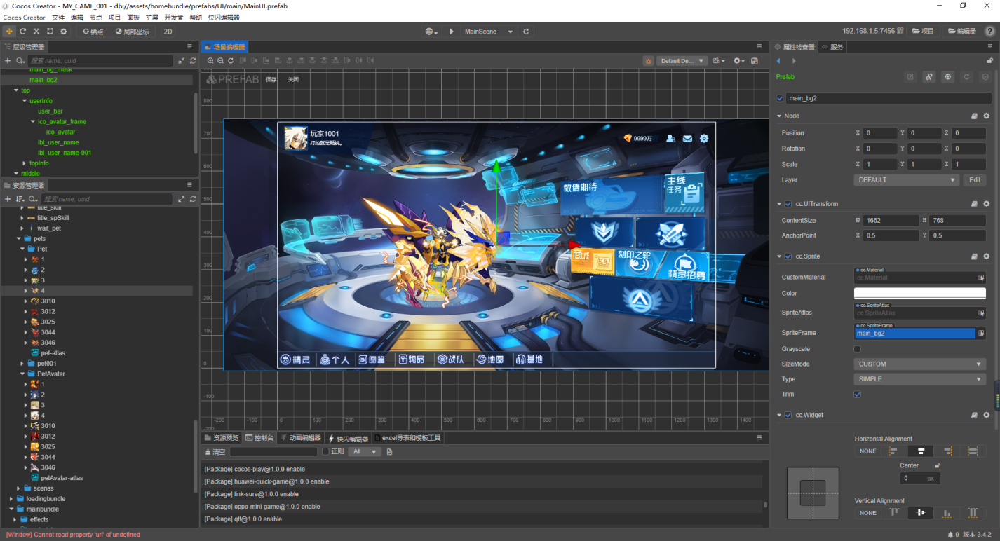 Cocos Creator - MY_GAME_001 - db://assets/homebundle/prefabs/UI/main/MainUI.prefab
Cocos Creator 文件 编辑 节点 项目 面板 扩展 开发者 帮助 快闪编辑器
锚点 局部坐标 2D
MainScene
192.168.1.5:7456 项目 编辑器
层级管理器
搜索 name, uuid
main_bg_mask
main_bg2
top
userInfo
user_bar
ico_avatar_frame
ico_avatar
lbl_user_name
lbl_user_name-001
topInfo
middle
资源管理器
搜索 name, uuid
title_skill
title_spSkill
wait_pet
pets
Pet
1
2
3
4
3010
3012
3025
3044
3046
pet-atlas
pet001
PetAvatar
1
2
3
4
3010
3012
3025
3044
3046
petAvatar-atlas
scenes
loadingbundle
mainbundle
effects
场景编辑器
Default De...
PREFAB 保存 关闭
800
700
600
500
400
300
200
100
0
-100
-200
-200 -100 0 100 200 300 400 500 600 700 800 900 1000 1100 1200 1300 1400
玩家1001
9999万
敬请期待
主线
任务
商城
刻印之轮
精灵招募
精灵 个人 图鉴 物品 战队 地图 基地
资源预览 控制台 动画编辑器 快闪编辑器 excel导表和模板工具
清空 正则 All
[Package] cocos-play@1.0.0 enable
[Package] huawei-quick-game@1.0.0 enable
[Package] link-sure@1.0.0 enable
[Package] oppo-mini-game@1.0.0 enable
[Package] qtt@1.0.0 enable
属性检查器 服务
Prefab
main_bg2
Node
Position X 0 Y 0 Z 0
Rotation X 0 Y 0 Z 0
Scale X 1 Y 1 Z 1
Layer DEFAULT Edit
cc.UITransform
ContentSize W 1662 H 768
AnchorPoint X 0.5 Y 0.5
cc.Sprite
cc.Material
CustomMaterial cc.Material
Color
cc.SpriteAtlas
SpriteAtlas cc.SpriteAtlas
cc.SpriteFrame
SpriteFrame main_bg2
Grayscale
SizeMode CUSTOM
Type SIMPLE
Trim
cc.Widget
Horizontal Alignment
NONE
Center
0 px
Vertical Alignment
NONE
[Window] Cannot read property 'url' of undefined
0 版本 3.4.2